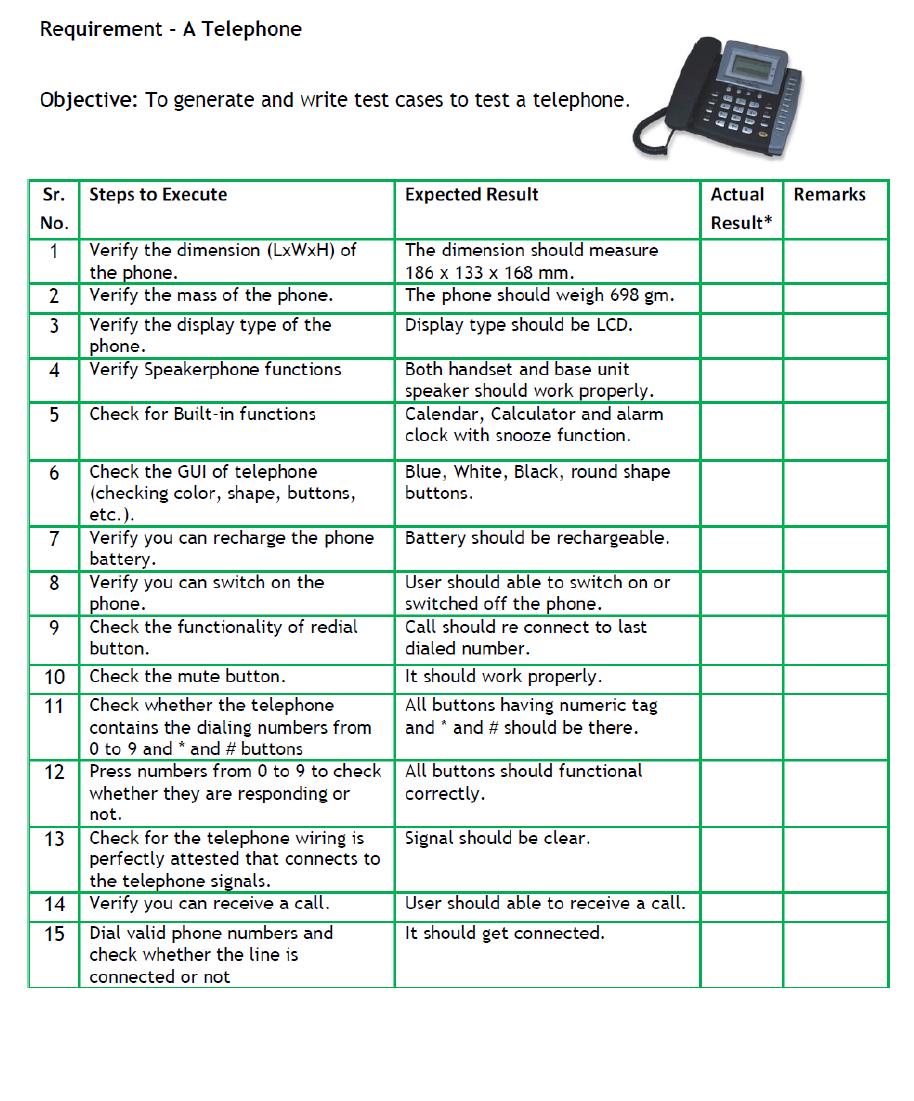 Requirement - A Telephone
Objective: To generate and write test cases to test a telephone.
Sr. No. Steps to Execute Expected Result Actual Result* Remarks
1 Verify the dimension (LxWxH) of the phone. The dimension should measure 186 x 133 x 168 mm.
2 Verify the mass of the phone. The phone should weigh 698 gm.
3 Verify the display type of the phone. Display type should be LCD.
4 Verify Speakerphone functions Both handset and base unit speaker should work properly.
5 Check for Built-in functions Calendar, Calculator and alarm clock with snooze function.
6 Check the GUI of telephone (checking color, shape, buttons, etc.). Blue, White, Black, round shape buttons.
7 Verify you can recharge the phone battery. Battery should be rechargeable.
8 Verify you can switch on the phone. User should able to switch on or switched off the phone.
9 Check the functionality of redial button. Call should re connect to last dialed number.
10 Check the mute button. It should work properly.
11 Check whether the telephone contains the dialing numbers from 0 to 9 and * and # buttons All buttons having numeric tag and * and # should be there.
12 Press numbers from 0 to 9 to check whether they are responding or not. All buttons should functional correctly.
13 Check for the telephone wiring is perfectly attested that connects to the telephone signals. Signal should be clear.
14 Verify you can receive a call. User should able to receive a call.
15 Dial valid phone numbers and check whether the line is connected or not It should get connected.